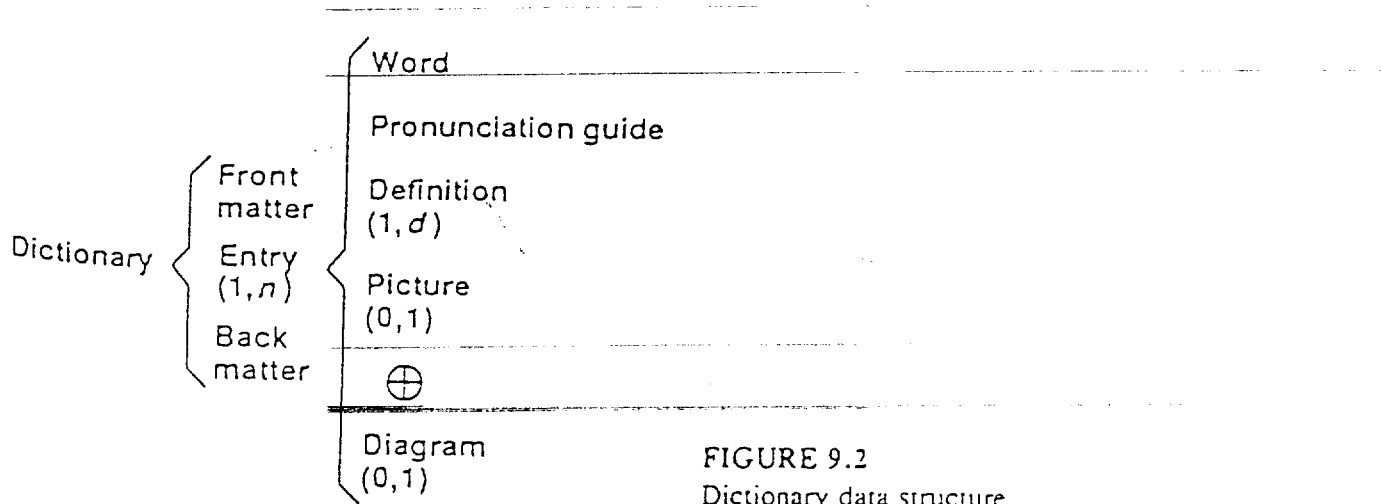 Dictionary
Front
matter
Entry
(1,n)
Back
matter
Word
Pronunciation guide
Definition
(1,d)
Picture
(0,1)
⊕
Diagram
(0,1)
FIGURE 9.2
Dictionary data structure